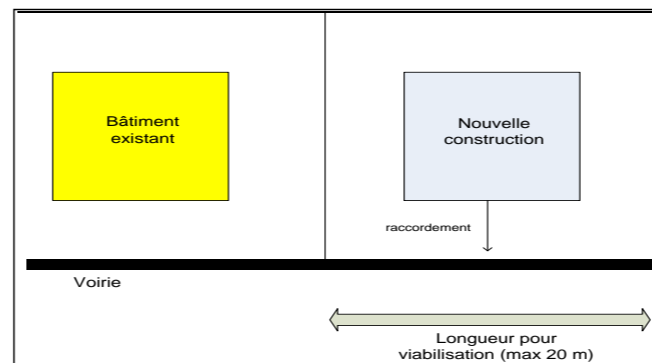 Bâtiment
existant
Nouvelle
construction
raccordement
Voirie
Longueur pour
viabilisation (max 20 m)